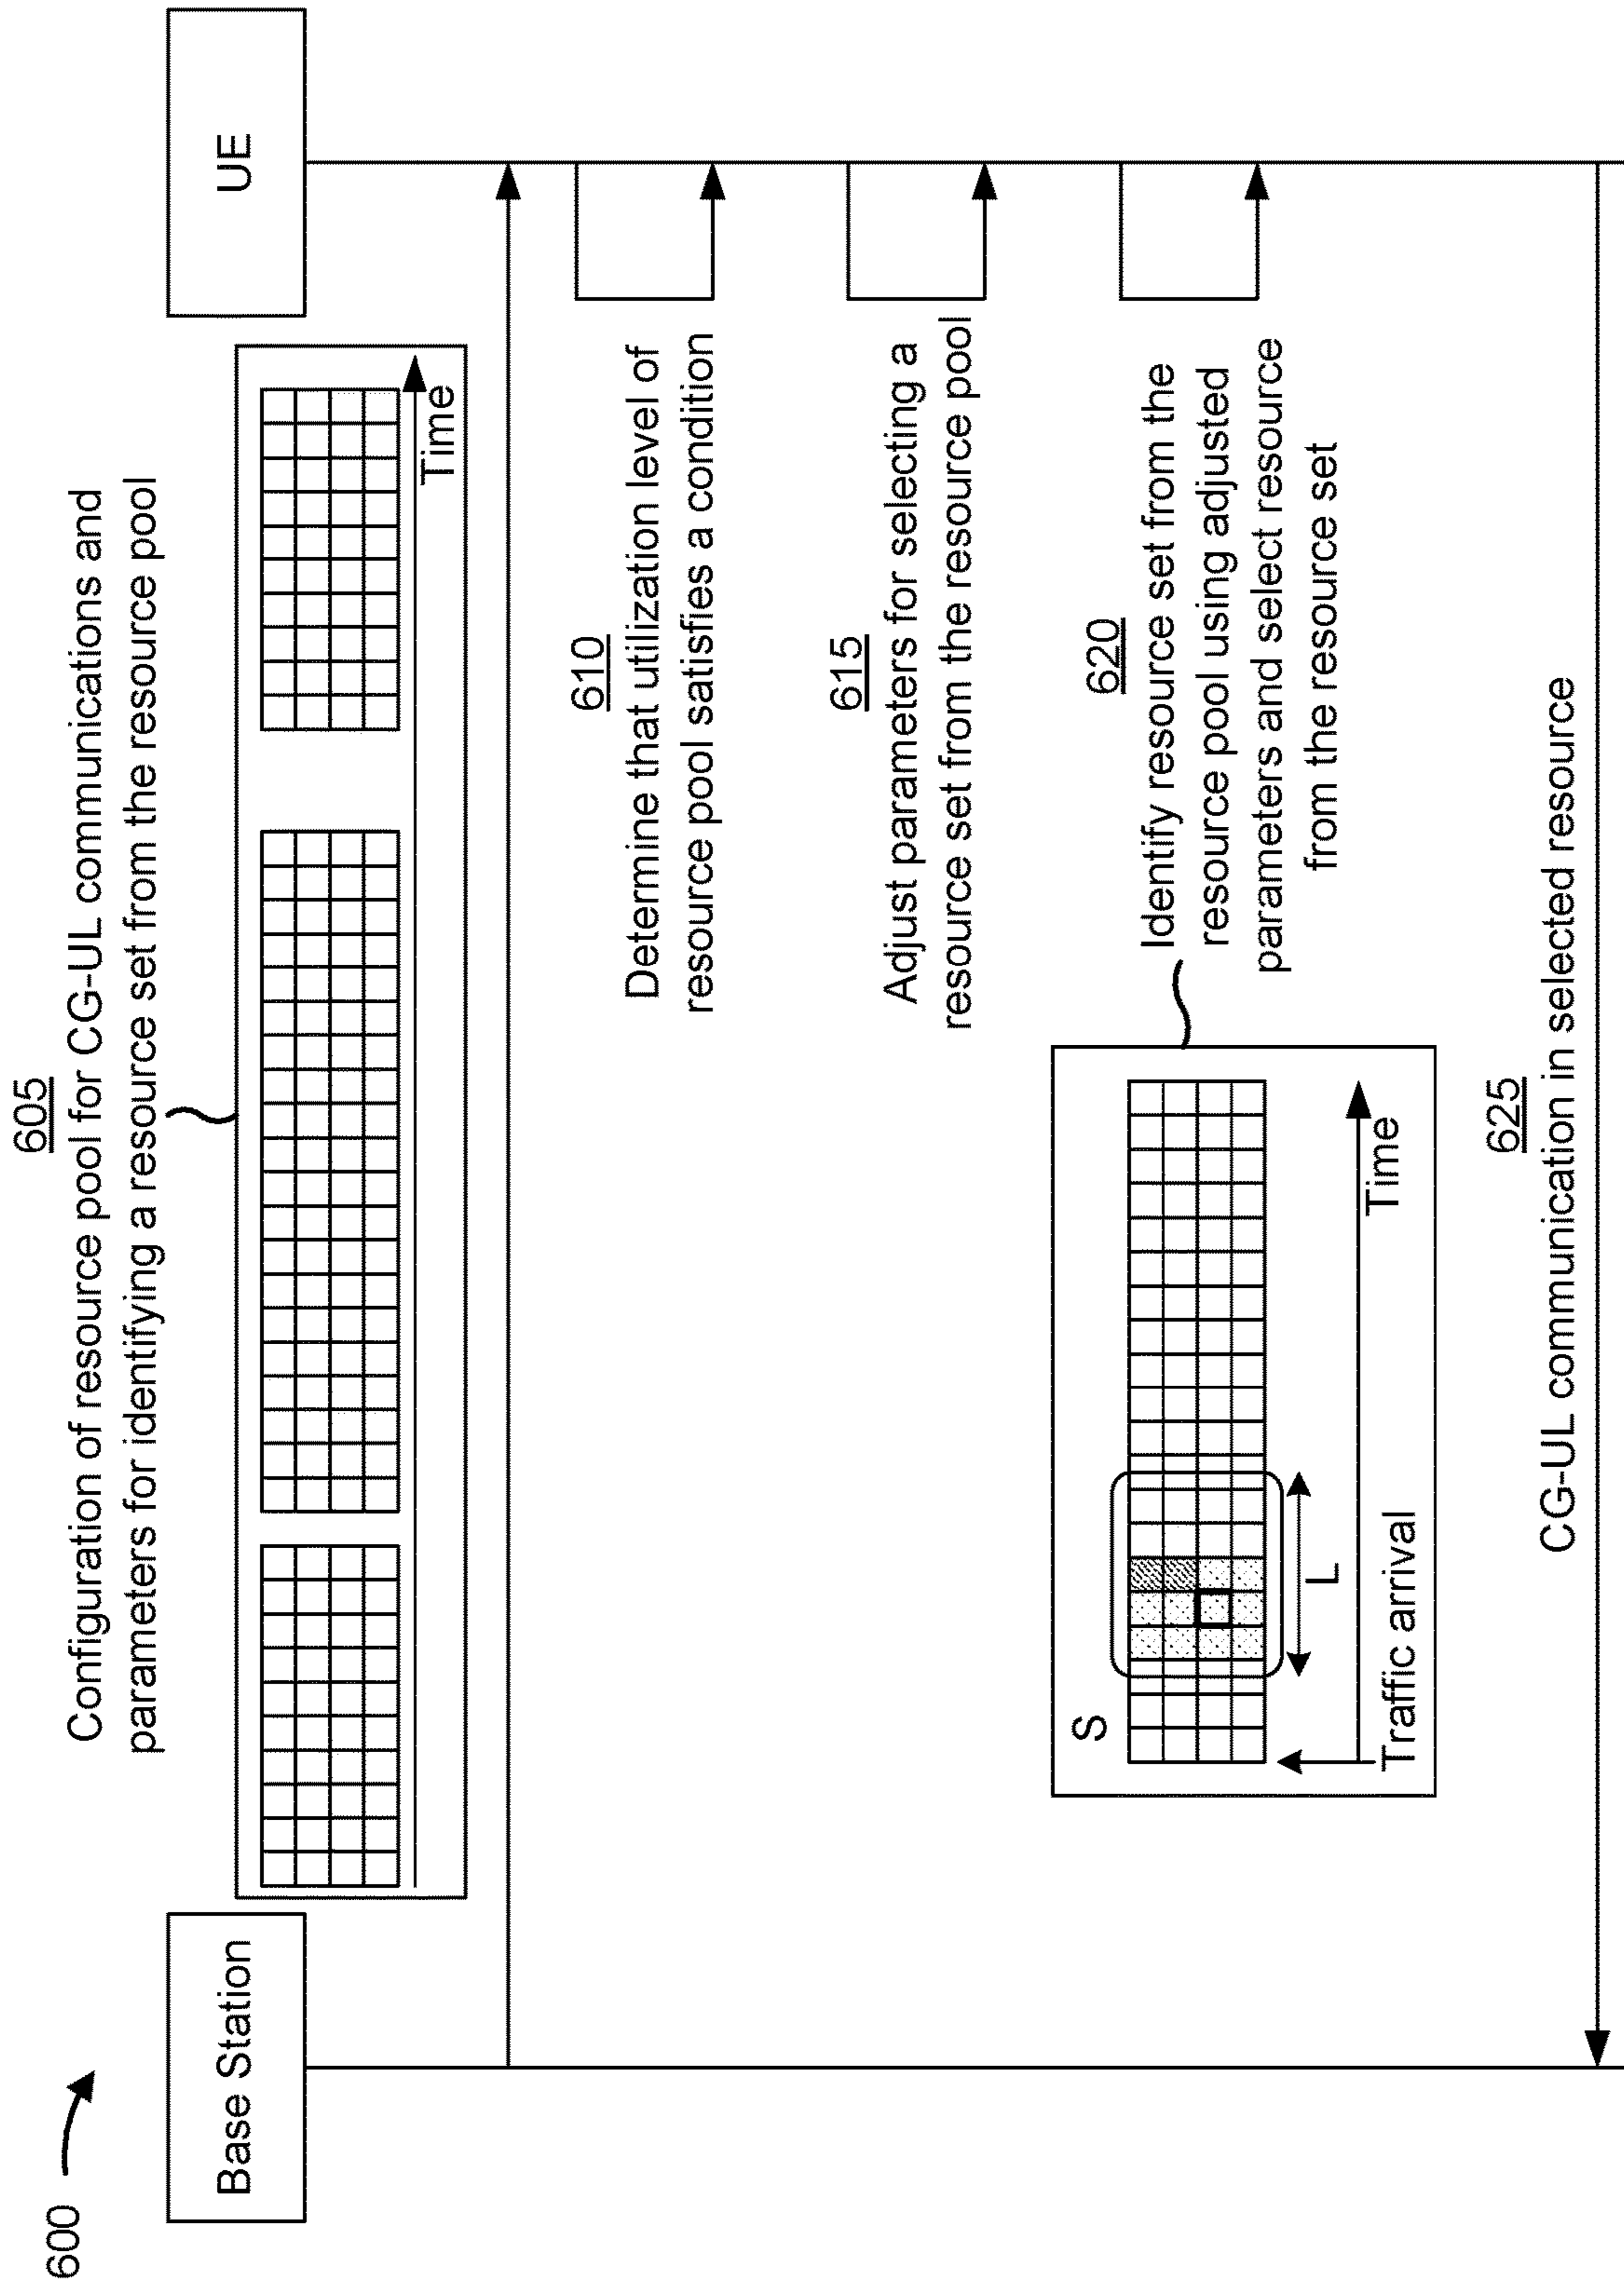 600
Base Station
UE
605
Configuration of resource pool for CG-UL communications and
parameters for identifying a resource set from the resource pool
Time
610
Determine that utilization level of
resource pool satisfies a condition
615
Adjust parameters for selecting a
resource set from the resource pool
620
Identify resource set from the
resource pool using adjusted
parameters and select resource
from the resource set
S
L
Time
Traffic arrival
625
CG-UL communication in selected resource